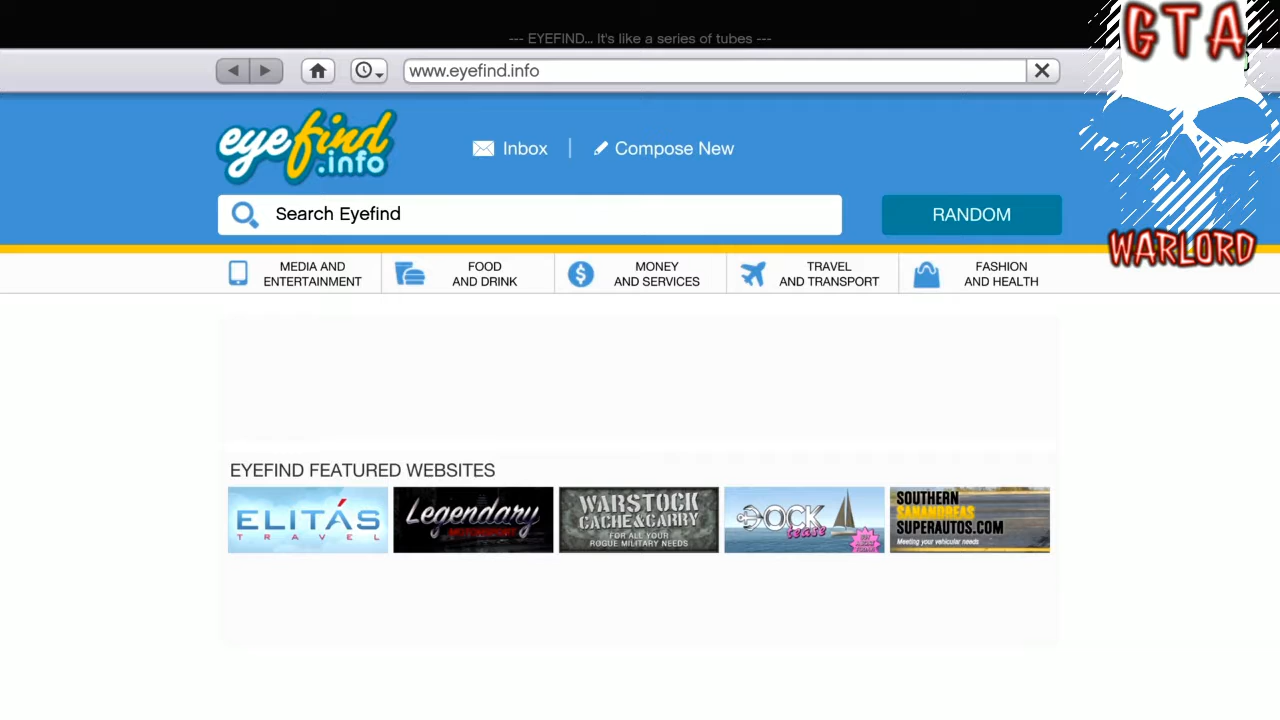 --- EYEFIND... It's like a series of tubes ---
GTA
www.eyefind.info
eyefind
.info
Inbox
Compose New
Search Eyefind
RANDOM
WARLORD
MEDIA AND
ENTERTAINMENT
FOOD
AND DRINK
MONEY
AND SERVICES
TRAVEL
AND TRANSPORT
FASHION
AND HEALTH
EYEFIND FEATURED WEBSITES
ELITÁS
TRAVEL
Legendary
MOTORSPORT
WARSTOCK
CACHE&CARRY
FOR ALL YOUR
ROGUE MILITARY NEEDS
DOCK
tease
SOUTHERN
SANANDREAS
SUPERAUTOS.COM
Meeting your vehicular needs